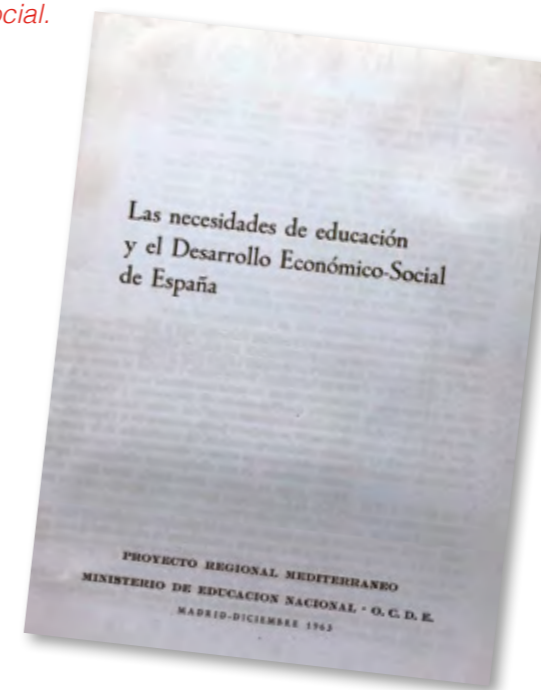 ocial.
Las necesidades de educación
y el Desarrollo Económico-Social
de España
PROYECTO REGIONAL MEDITERRANEO
MINISTERIO DE EDUCACION NACIONAL · O. C. D. E.
MADRID-DICIEMBRE 1963